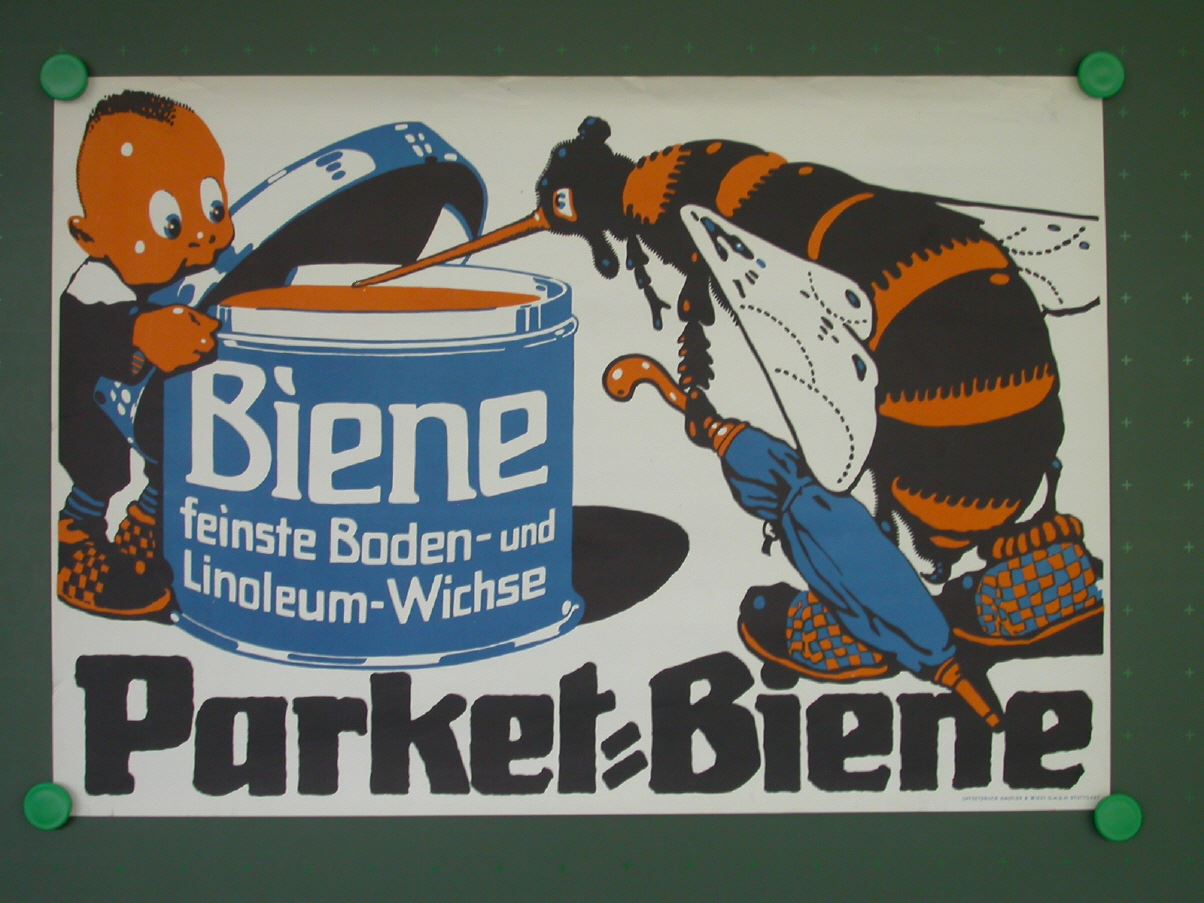 Biene
feinste Boden- und
Linoleum-Wichse
Parket=Biene